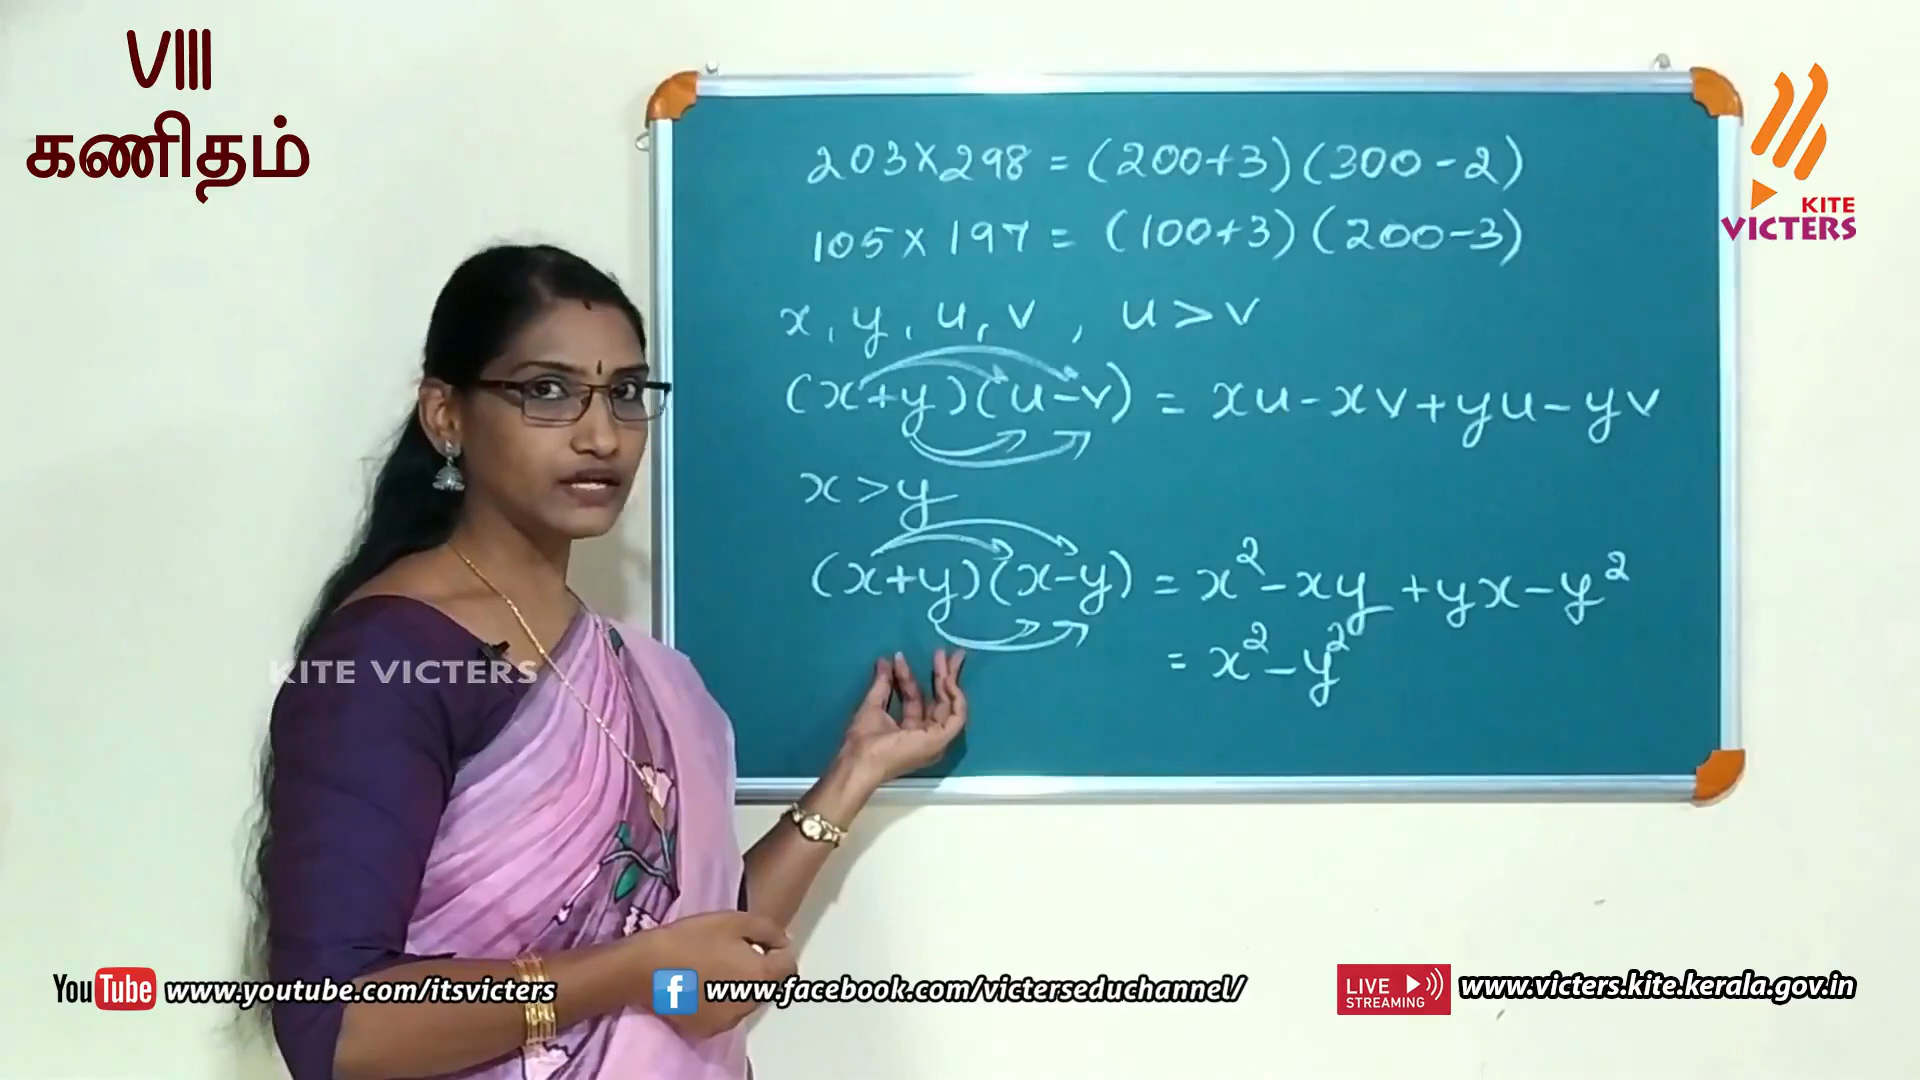 VIII
கணிதம்
203×298 = (200+3)(300-2)
105×197 = (100+3)(200-3)
x, y, u, v, u>v
(x+y)(u-v) = xu-xv+yu-yv
x>y
(x+y)(x-y) = x²-xy+yx-y²
= x²-y²
KITE
VICTERS
KITE VICTERS
YouTube www.youtube.com/itsvicters
f www.facebook.com/victerseduchannel/
LIVE STREAMING www.victers.kite.kerala.gov.in